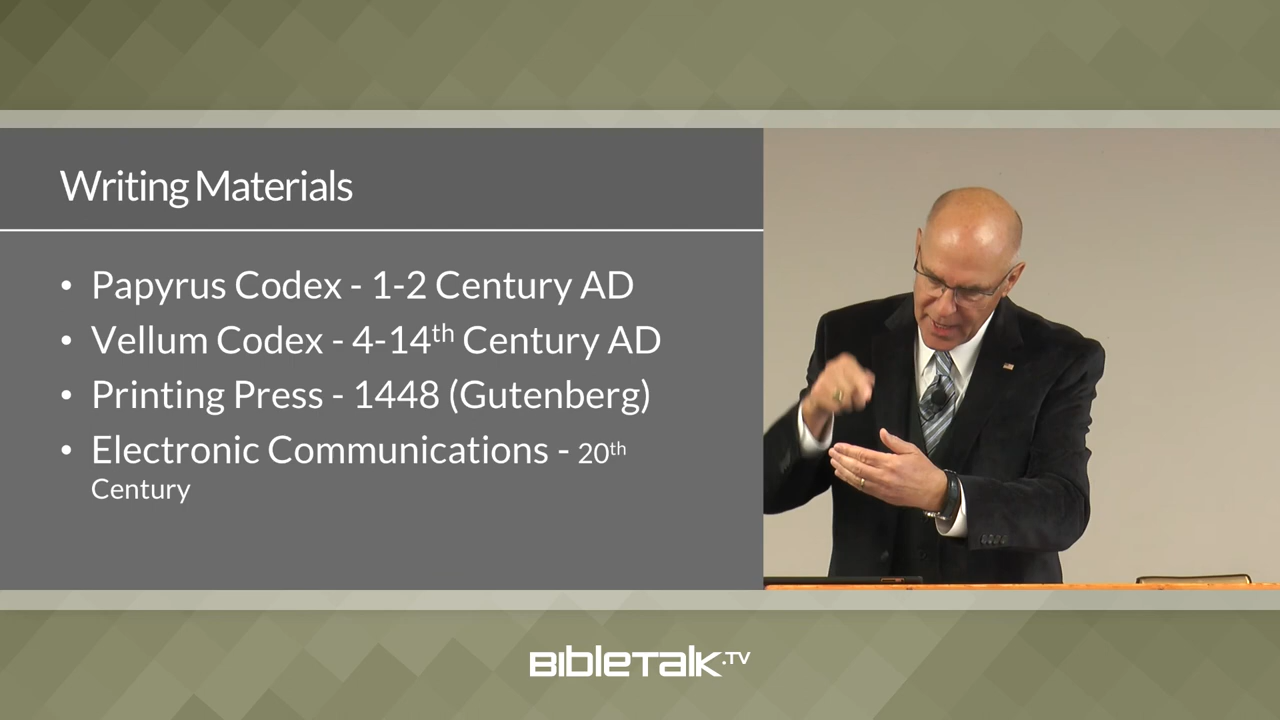 Writing Materials
• Papyrus Codex - 1-2 Century AD
• Vellum Codex - 4-14th Century AD
• Printing Press - 1448 (Gutenberg)
• Electronic Communications - 20th
Century
BibleTalk.TV